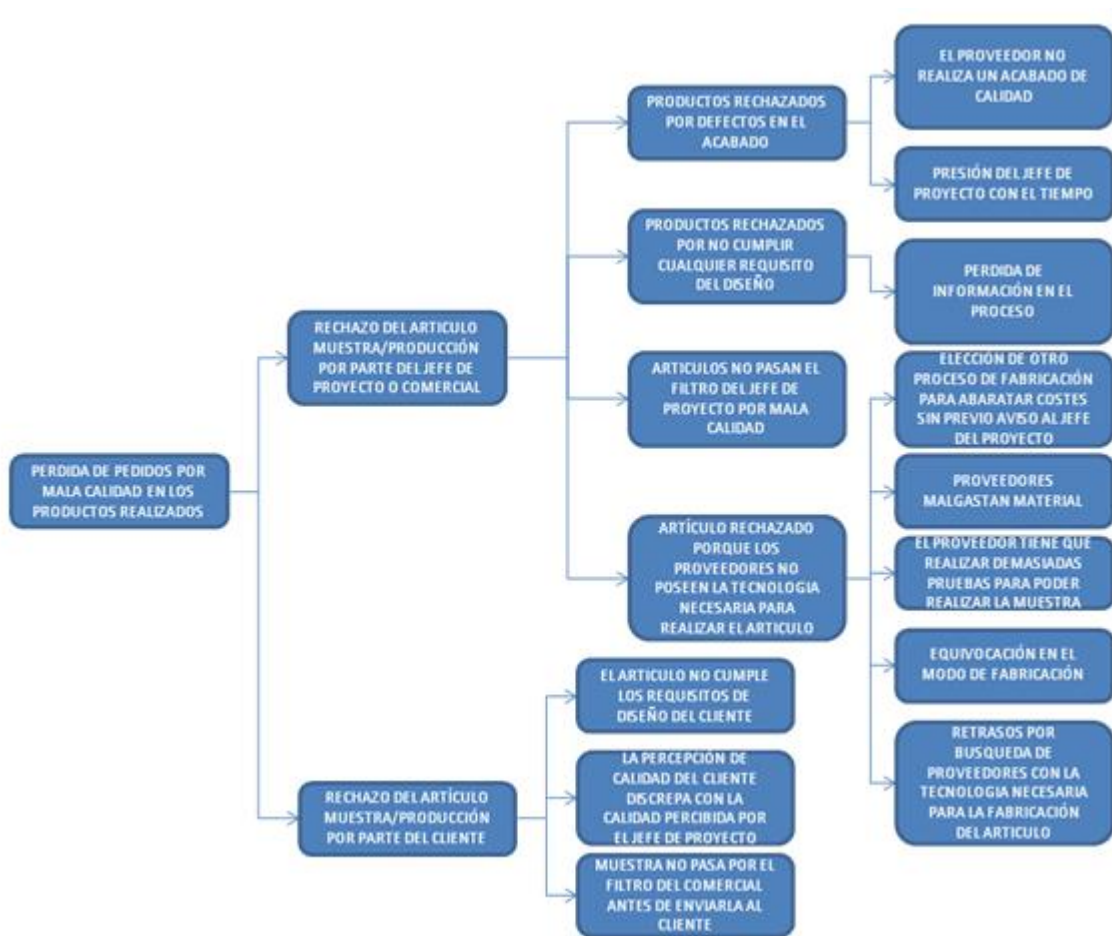 PERDIDA DE PEDIDOS POR
MALA CALIDAD EN LOS
PRODUCTOS REALIZADOS
RECHAZO DEL ARTICULO
MUESTRA/PRODUCCIÓN
POR PARTE DEL JEFE DE
PROYECTO O COMERCIAL
PRODUCTOS RECHAZADOS
POR DEFECTOS EN EL
ACABADO
EL PROVEEDOR NO
REALIZA UN ACABADO DE
CALIDAD
PRESIÓN DEL JEFE DE
PROYECTO CON EL TIEMPO
PRODUCTOS RECHAZADOS
POR NO CUMPLIR
CUALQUIER REQUISITO
DEL DISEÑO
PERDIDA DE
INFORMACIÓN EN EL
PROCESO
ARTICULOS NO PASAN EL
FILTRO DEL JEFE DE
PROYECTO POR MALA
CALIDAD
ARTÍCULO RECHAZADO
PORQUE LOS
PROVEEDORES NO
POSEEN LA TECNOLOGIA
NECESARIA PARA
REALIZAR EL ARTICULO
ELECCIÓN DE OTRO
PROCESO DE FABRICACIÓN
PARA ABARATAR COSTES
SIN PREVIO AVISO AL JEFE
DEL PROYECTO
PROVEEDORES
MALGASTAN MATERIAL
EL PROVEEDOR TIENE QUE
REALIZAR DEMASIADAS
PRUEBAS PARA PODER
REALIZAR LA MUESTRA
EQUIVOCACIÓN EN EL
MODO DE FABRICACIÓN
RETRASOS POR
BUSQUEDA DE
PROVEEDORES CON LA
TECNOLOGIA NECESARIA
PARA LA FABRICACIÓN
DEL ARTICULO
RECHAZO DEL ARTÍCULO
MUESTRA/PRODUCCIÓN
POR PARTE DEL CLIENTE
EL ARTICULO NO CUMPLE
LOS REQUISITOS DE
DISEÑO DEL CLIENTE
LA PERCEPCIÓN DE
CALIDAD DEL CLIENTE
DISCREPA CON LA
CALIDAD PERCIBIDA POR
EL JEFE DE PROYECTO
MUESTRA NO PASA POR EL
FILTRO DEL COMERCIAL
ANTES DE ENVIARLA AL
CLIENTE